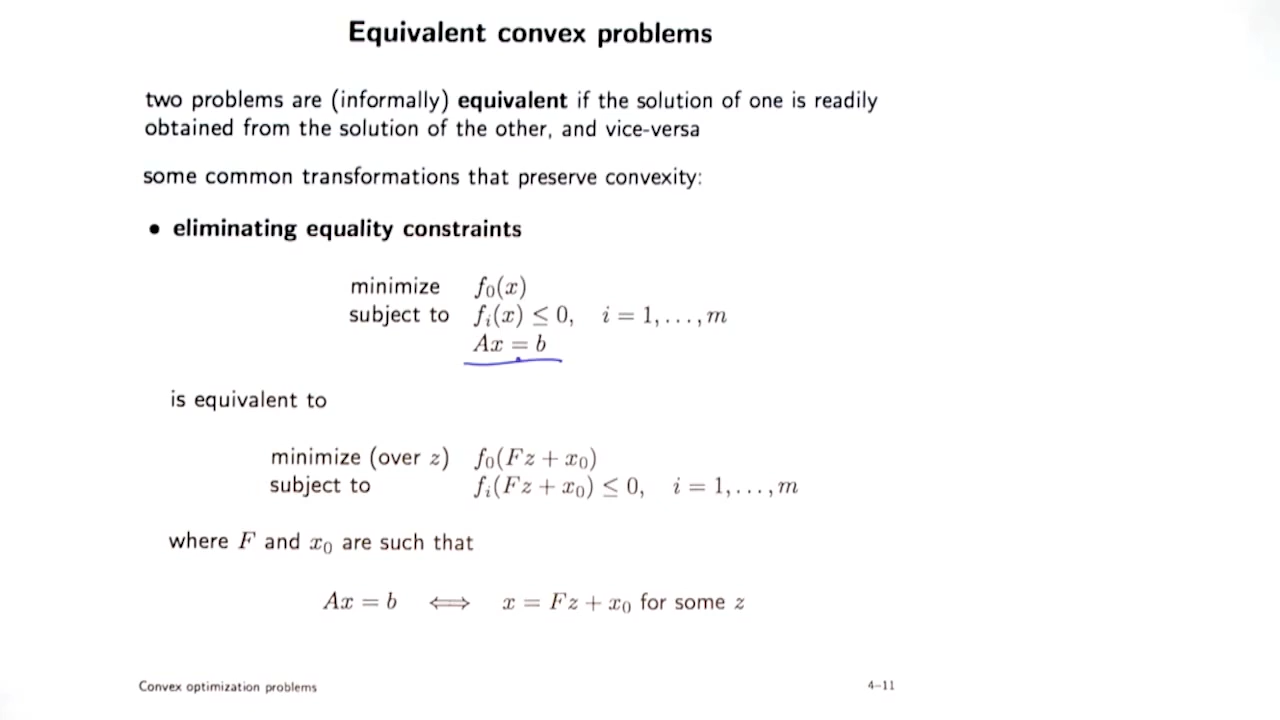 Equivalent convex problems
two problems are (informally) equivalent if the solution of one is readily
obtained from the solution of the other, and vice-versa
some common transformations that preserve convexity:
• eliminating equality constraints
minimize f₀(x)
subject to fᵢ(x) ≤ 0, i = 1, . . . , m
Ax = b
is equivalent to
minimize (over z) f₀(Fz + x₀)
subject to fᵢ(Fz + x₀) ≤ 0, i = 1, . . . , m
where F and x₀ are such that
Ax = b ⟺ x = Fz + x₀ for some z
Convex optimization problems 4–11